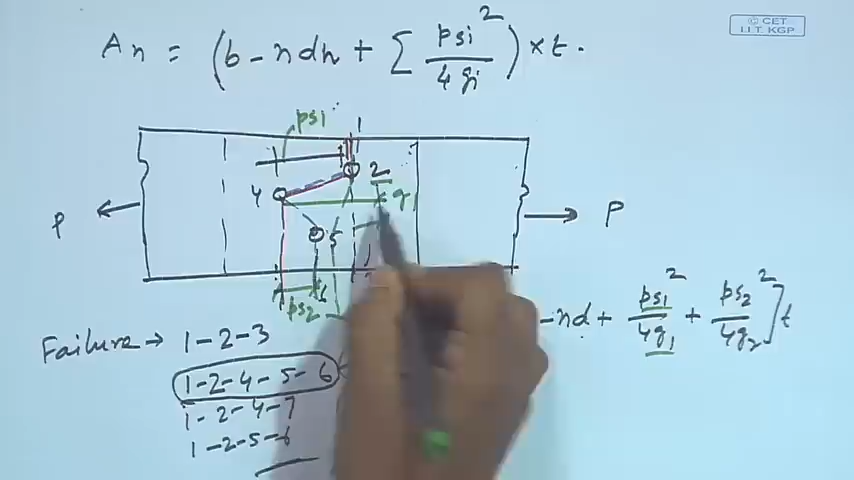 © CET
I.I.T. KGP
An = (b - ndh + Σ psi² / 4gi) × t.
ps1
1
2
4
g1
5
P
P
ps2
6
- nd + ps1² / 4g1 + ps2² / 4g2] t
Failure → 1-2-3
1-2-4-5-6
1-2-4-7
1-2-5-6